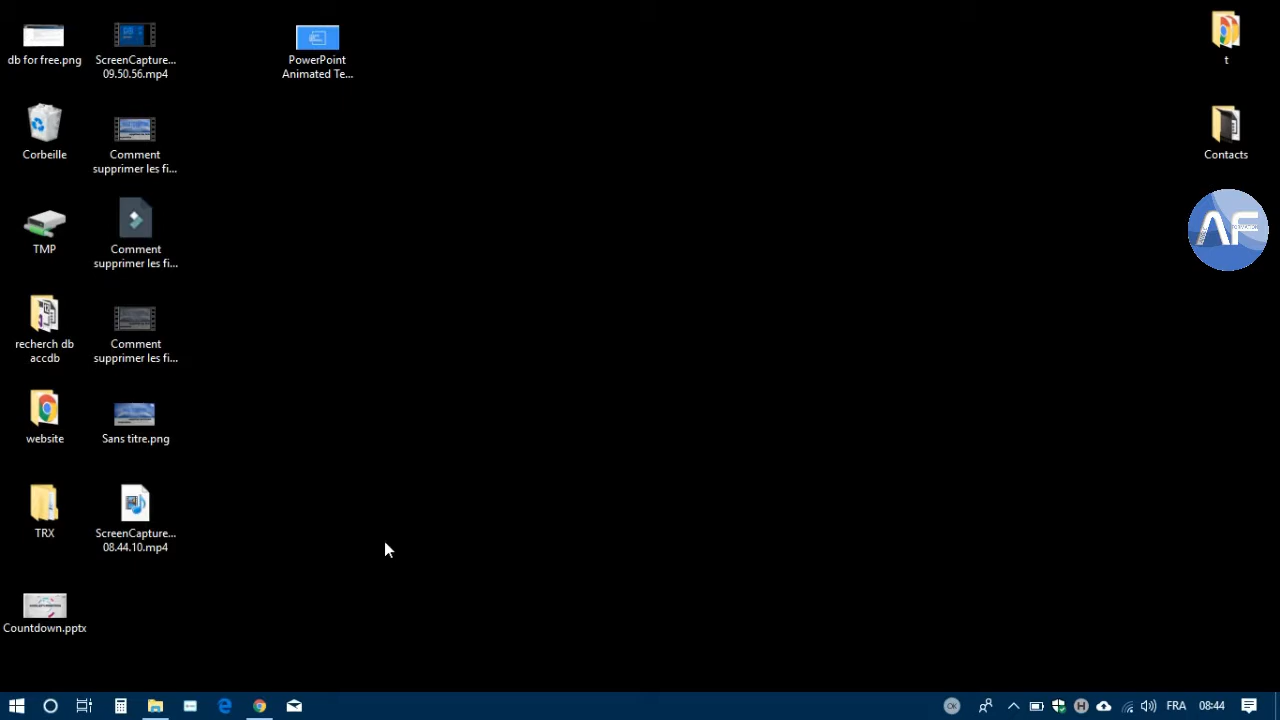 db for free.png
ScreenCapture...
09.50.56.mp4
PowerPoint
Animated Te...
t
Corbeille
Comment
supprimer les fi...
Contacts
TMP
Comment
supprimer les fi...
AF
recherch db
accdb
Comment
supprimer les fi...
website
Sans titre.png
TRX
ScreenCapture...
08.44.10.mp4
Countdown.pptx
OK
H
FRA
08:44